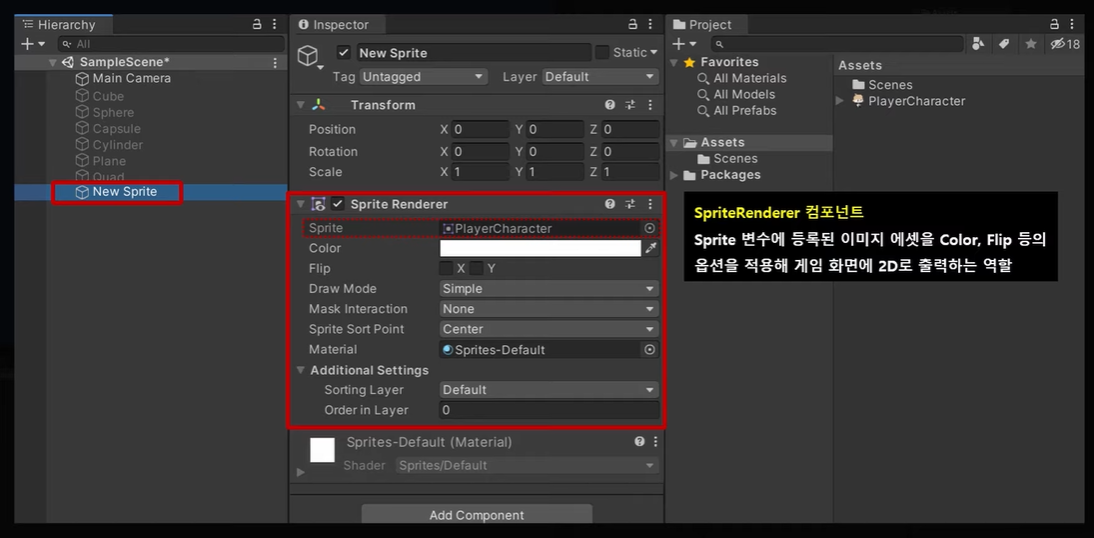 Hierarchy
All
SampleScene*
Main Camera
Cube
Sphere
Capsule
Cylinder
Plane
Quad
New Sprite
Inspector
New Sprite Static
Tag Untagged Layer Default
Transform
Position X 0 Y 0 Z 0
Rotation X 0 Y 0 Z 0
Scale X 1 Y 1 Z 1
Sprite Renderer
Sprite PlayerCharacter
Color
Flip X Y
Draw Mode Simple
Mask Interaction None
Sprite Sort Point Center
Material Sprites-Default
Additional Settings
Sorting Layer Default
Order in Layer 0
Sprites-Default (Material)
Shader Sprites/Default
Add Component
Project
18
Favorites
All Materials
All Models
All Prefabs
Assets
Scenes
Packages
Assets
Scenes
PlayerCharacter
SpriteRenderer 컴포넌트
Sprite 변수에 등록된 이미지 에셋을 Color, Flip 등의
옵션을 적용해 게임 화면에 2D로 출력하는 역할